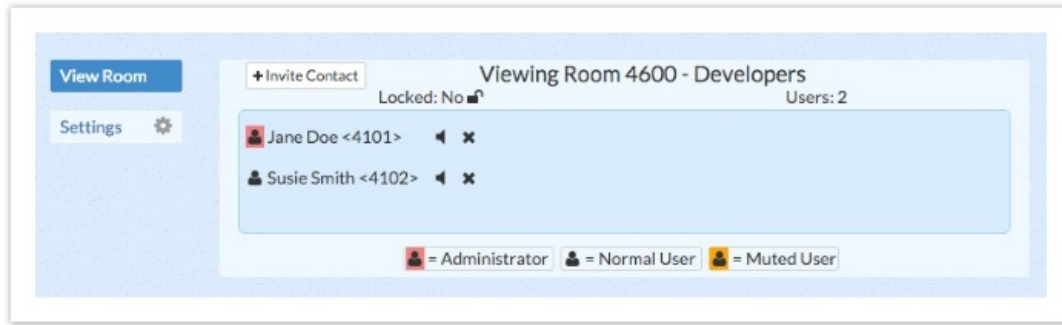 View Room
Settings
+ Invite Contact
Viewing Room 4600 - Developers
Locked: No
Users: 2
Jane Doe <4101>
Susie Smith <4102>
= Administrator
= Normal User
= Muted User